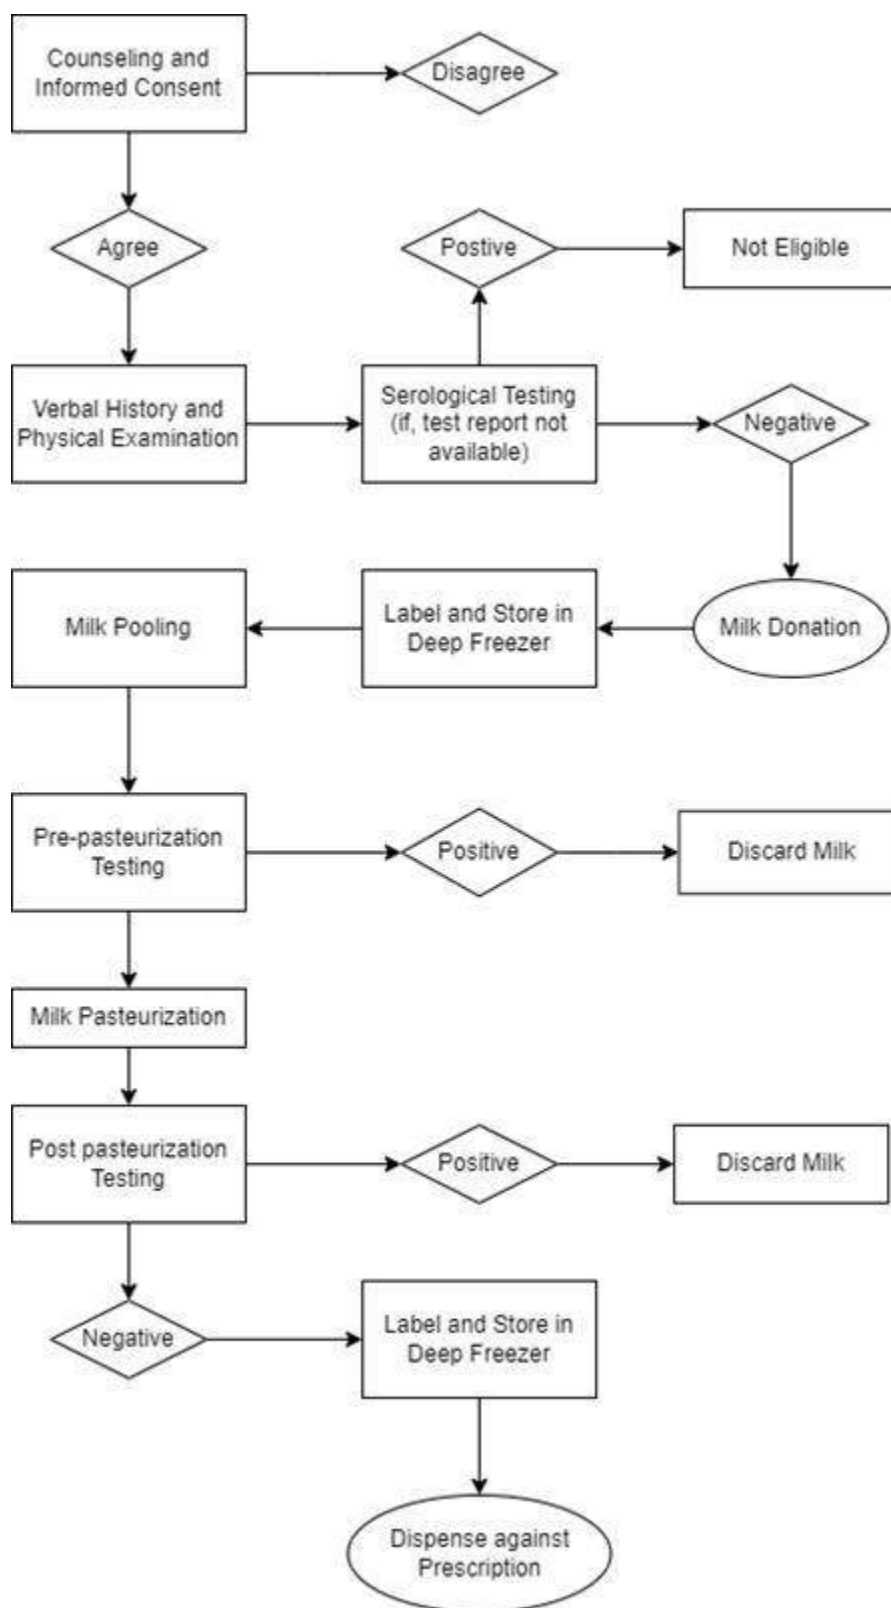 Counseling and
Informed Consent
Disagree
Agree
Postive
Not Eligible
Verbal History and
Physical Examination
Serological Testing
(if, test report not
available)
Negative
Milk Pooling
Label and Store in
Deep Freezer
Milk Donation
Pre-pasteurization
Testing
Positive
Discard Milk
Milk Pasteurization
Post pasteurization
Testing
Positive
Discard Milk
Negative
Label and Store in
Deep Freezer
Dispense against
Prescription